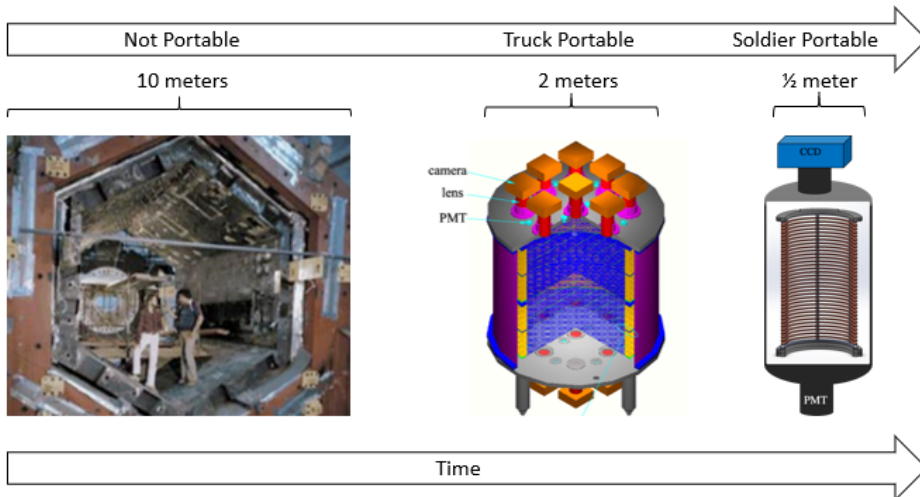 Not Portable
Truck Portable
Soldier Portable
10 meters
2 meters
½ meter
camera
lens
PMT
CCD
PMT
Time